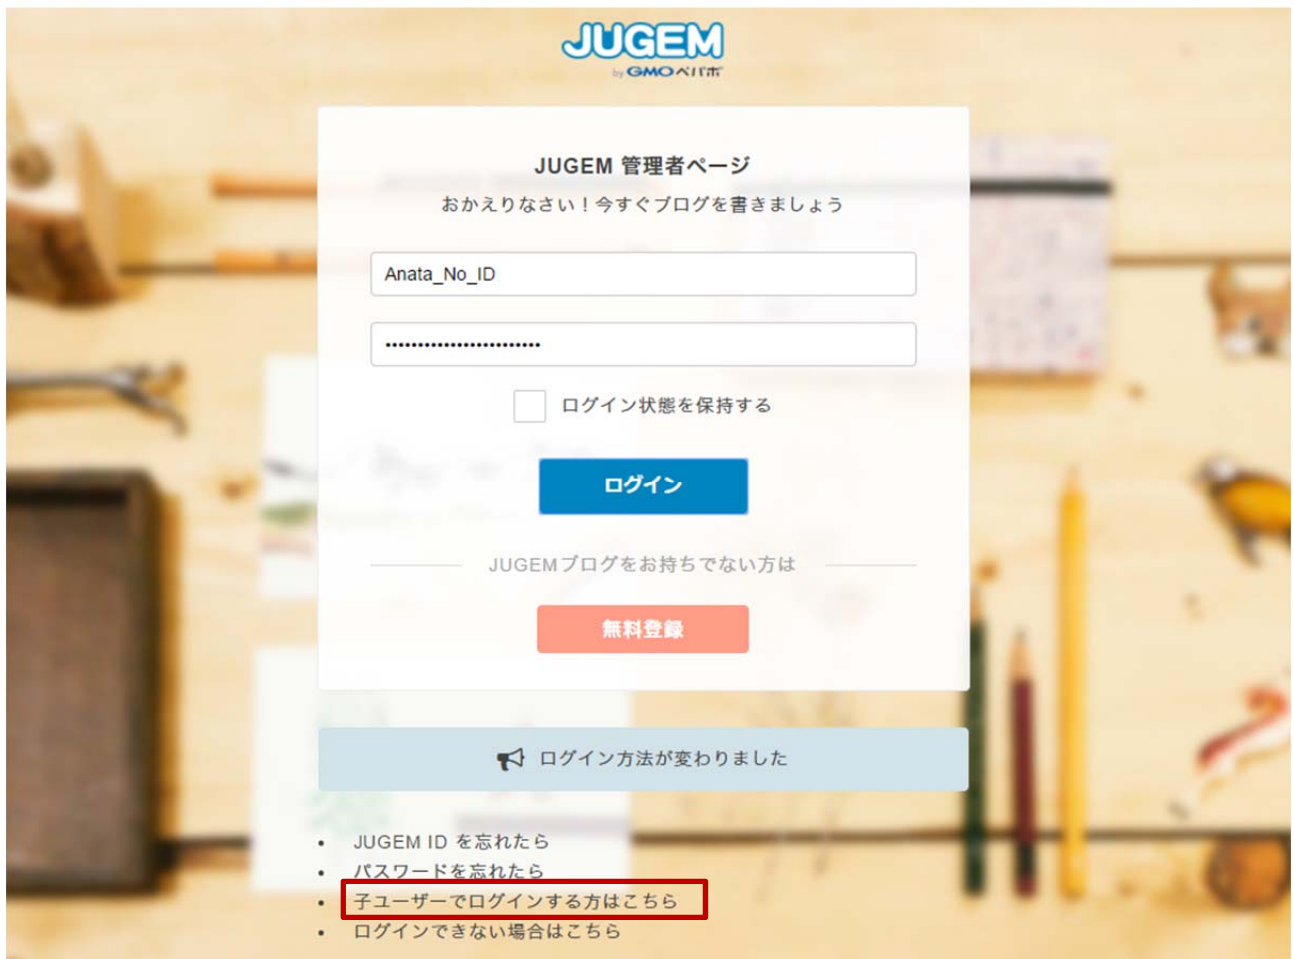 JUGEM
by GMOペパボ
JUGEM 管理者ページ
おかえりなさい！今すぐブログを書きましょう
Anata_No_ID
••••••••••••••••••••••••
ログイン状態を保持する
ログイン
JUGEMブログをお持ちでない方は
無料登録
ログイン方法が変わりました
• JUGEM ID を忘れたら
• パスワードを忘れたら
• 子ユーザーでログインする方はこちら
• ログインできない場合はこちら